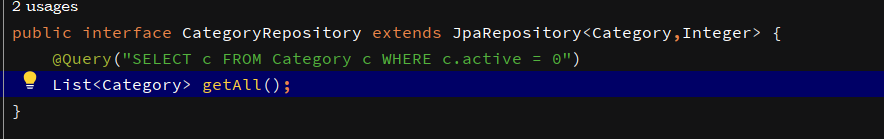 2 usages
public interface CategoryRepository extends JpaRepository<Category,Integer> {
@Query("SELECT c FROM Category c WHERE c.active = 0")
List<Category> getAll();
}